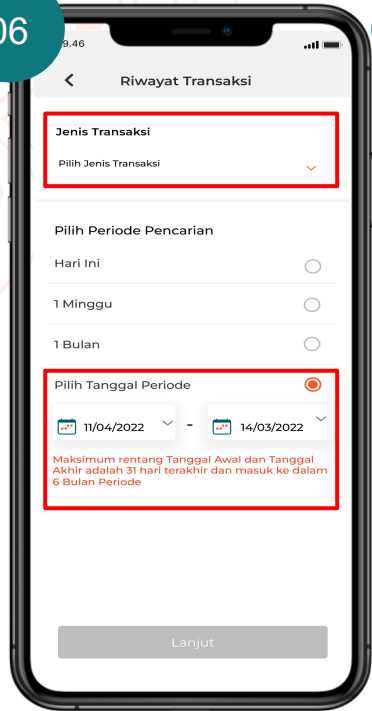 06
9.46
Riwayat Transaksi
Jenis Transaksi
Pilih Jenis Transaksi
Pilih Periode Pencarian
Hari Ini
1 Minggu
1 Bulan
Pilih Tanggal Periode
11/04/2022 - 14/03/2022
Maksimum rentang Tanggal Awal dan Tanggal
Akhir adalah 31 hari terakhir dan masuk ke dalam
6 Bulan Periode
Lanjut